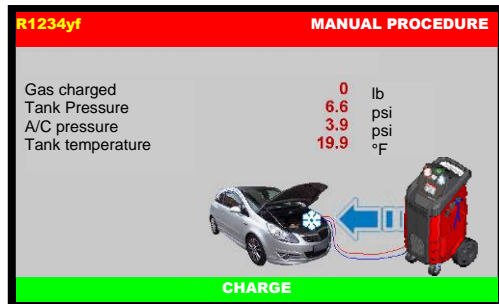 R1234yf MANUAL PROCEDURE
Gas charged 0 lb
Tank Pressure 6.6 psi
A/C pressure 3.9 psi
Tank temperature 19.9 °F
CHARGE